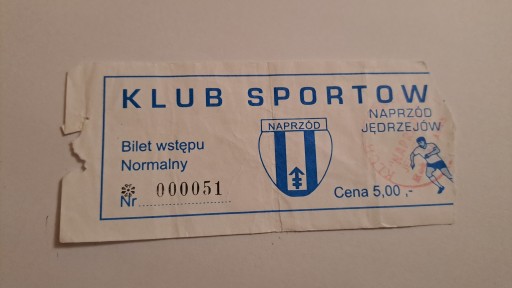 KLUB SPORTOW
NAPRZÓD
JĘDRZEJÓW
NAPRZÓD
Bilet wstępu
Normalny
Nr 000051
Cena 5,00 ,-